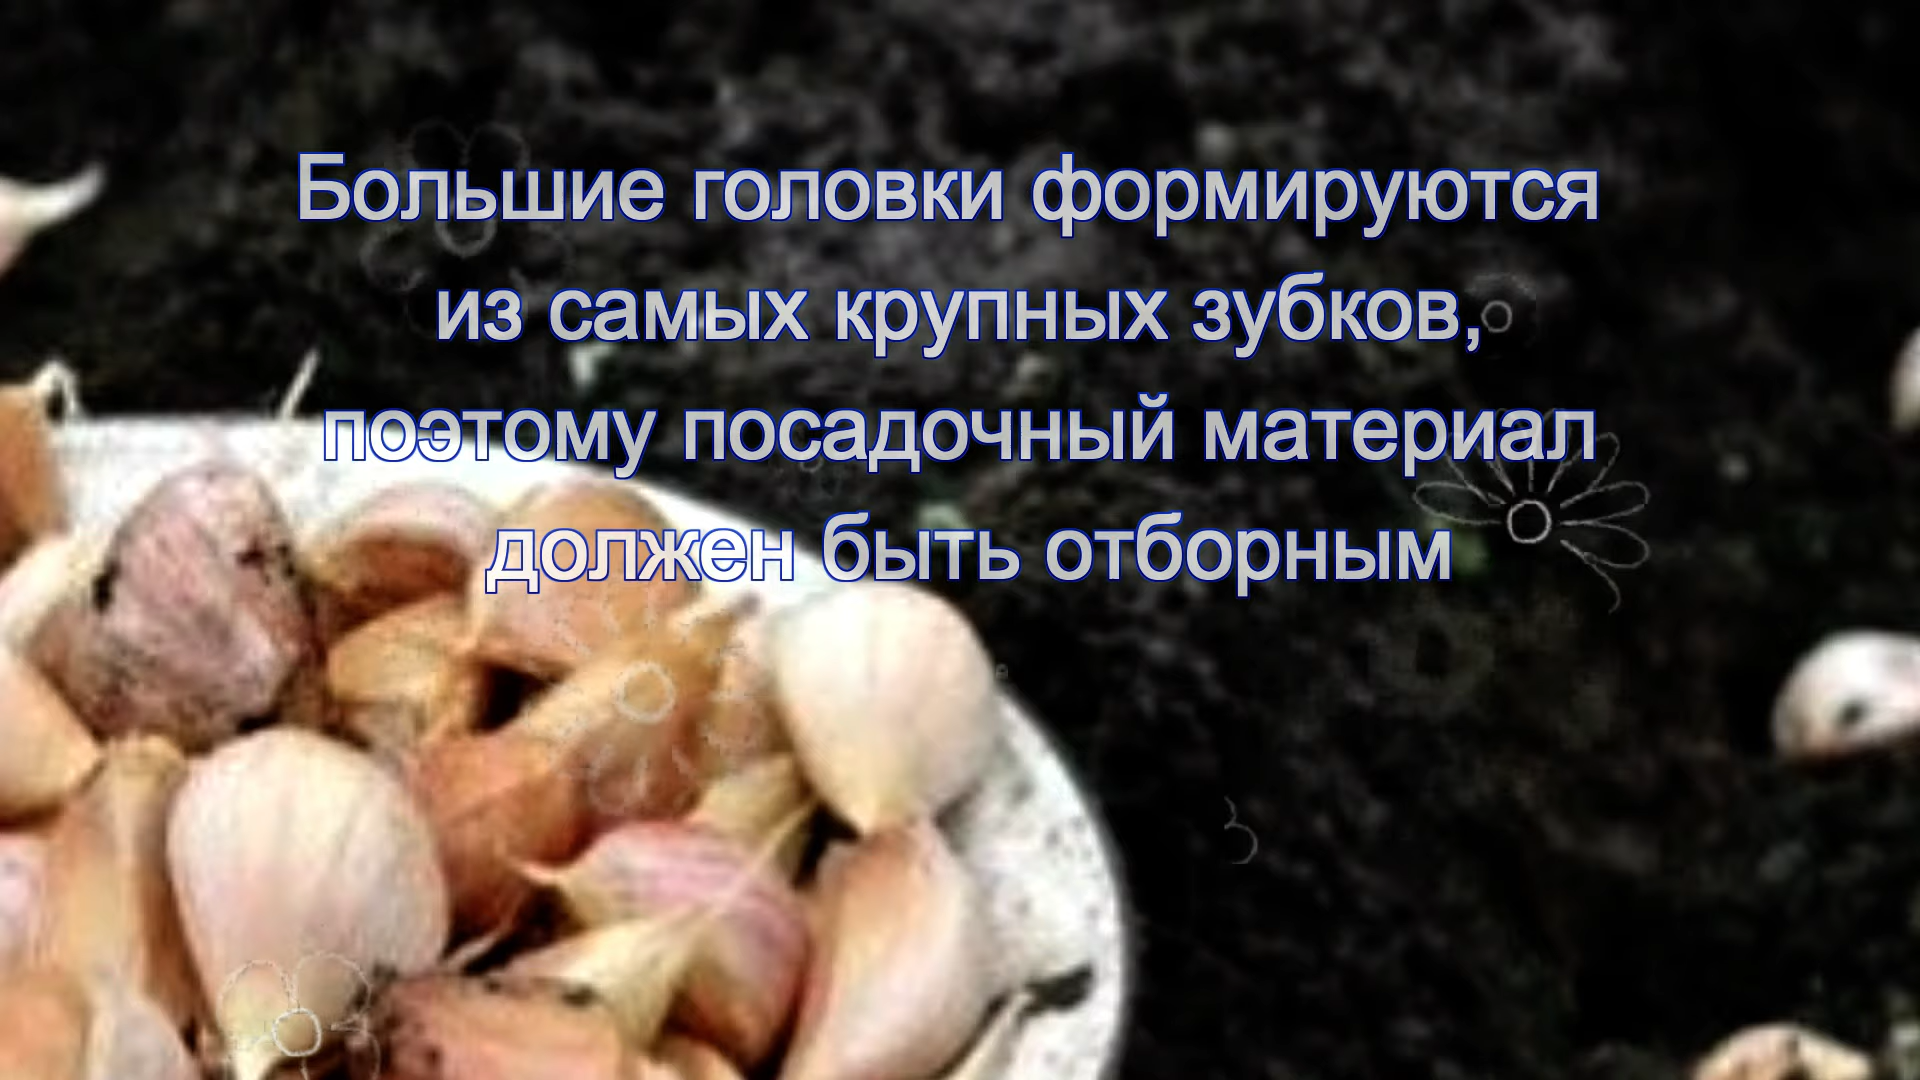 Большие головки формируются
из самых крупных зубков,
поэтому посадочный материал
должен быть отборным